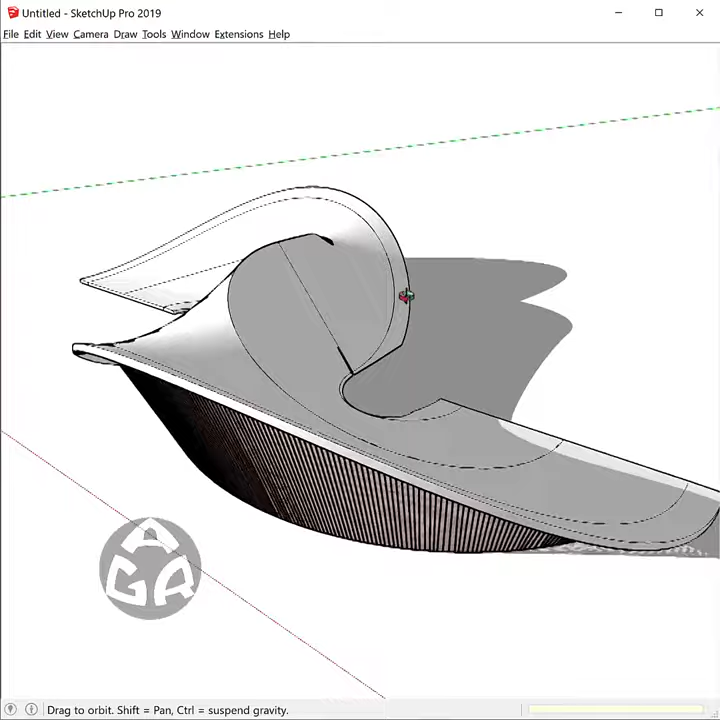 Untitled - SketchUp Pro 2019
File Edit View Camera Draw Tools Window Extensions Help
AGR
Drag to orbit. Shift = Pan, Ctrl = suspend gravity.